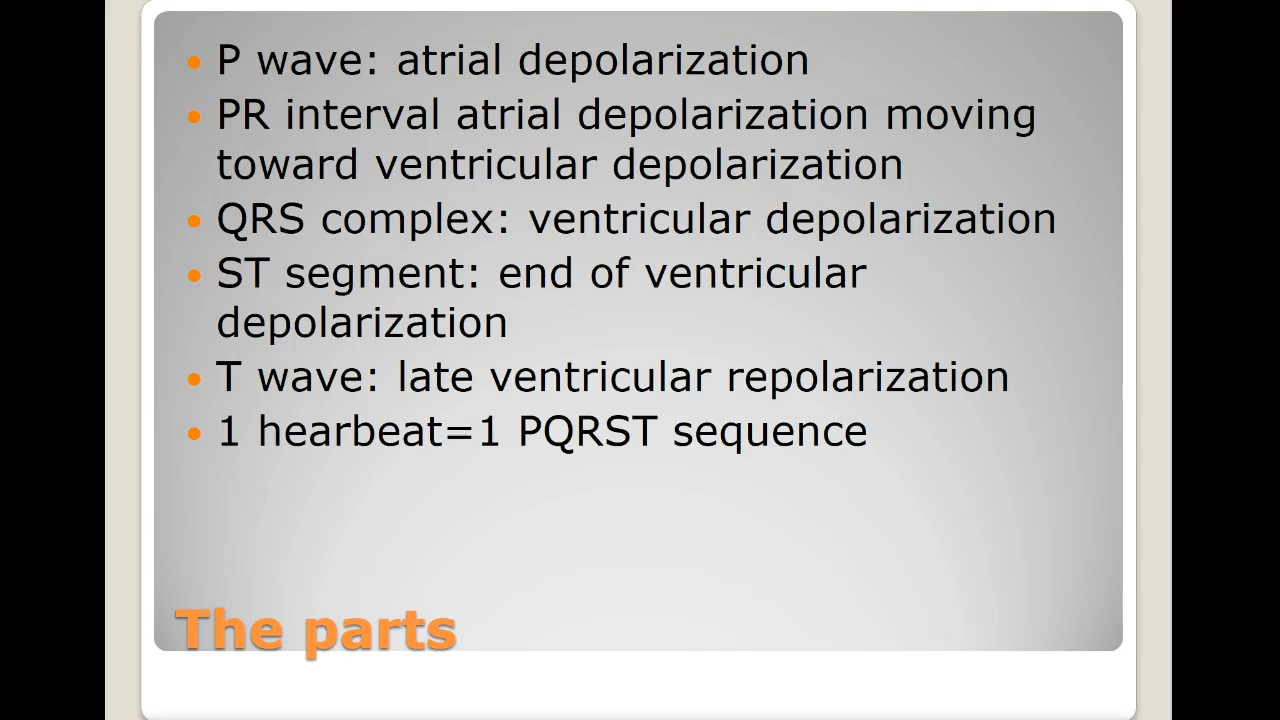 • P wave: atrial depolarization
• PR interval atrial depolarization moving
toward ventricular depolarization
• QRS complex: ventricular depolarization
• ST segment: end of ventricular
depolarization
• T wave: late ventricular repolarization
• 1 hearbeat=1 PQRST sequence
The parts